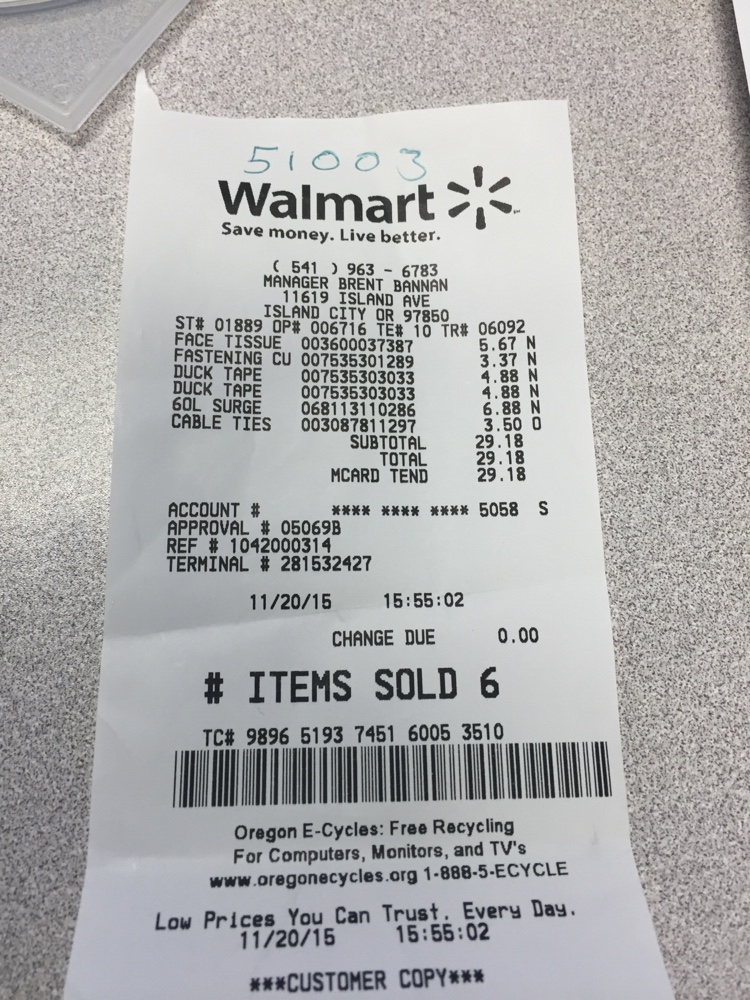 51003
Walmart
Save money. Live better.
( 541 ) 963 - 6783
MANAGER BRENT BANNAN
11619 ISLAND AVE
ISLAND CITY OR 97850
ST# 01889 OP# 006716 TE# 10 TR# 06092
FACE TISSUE 003600037387 5.67 N
FASTENING CU 007535301289 3.37 N
DUCK TAPE 007535303033 4.88 N
DUCK TAPE 007535303033 4.88 N
6OL SURGE 068113110286 6.88 N
CABLE TIES 003087811297 3.50 O
SUBTOTAL 29.18
TOTAL 29.18
MCARD TEND 29.18
ACCOUNT # **** **** **** 5058 S
APPROVAL # 05069B
REF # 1042000314
TERMINAL # 281532427
11/20/15 15:55:02
CHANGE DUE 0.00
# ITEMS SOLD 6
TC# 9896 5193 7451 6005 3510
Oregon E-Cycles: Free Recycling
For Computers, Monitors, and TV's
www.oregonecycles.org 1-888-5-ECYCLE
Low Prices You Can Trust. Every Day.
11/20/15 15:55:02
***CUSTOMER COPY***